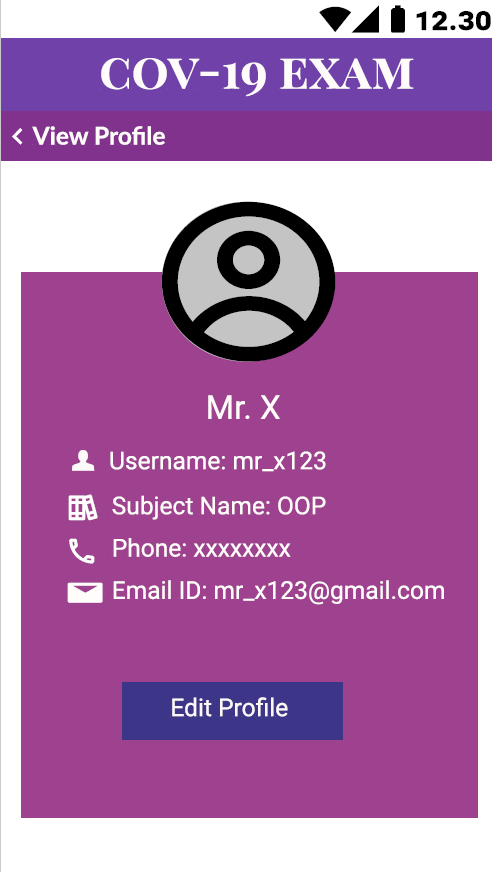 12.30
COV-19 EXAM
View Profile
Mr. X
Username: mr_x123
Subject Name: OOP
Phone: xxxxxxxx
Email ID: mr_x123@gmail.com
Edit Profile